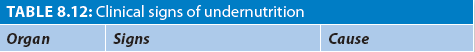 TABLE 8.12: Clinical signs of undernutrition
Organ Signs Cause